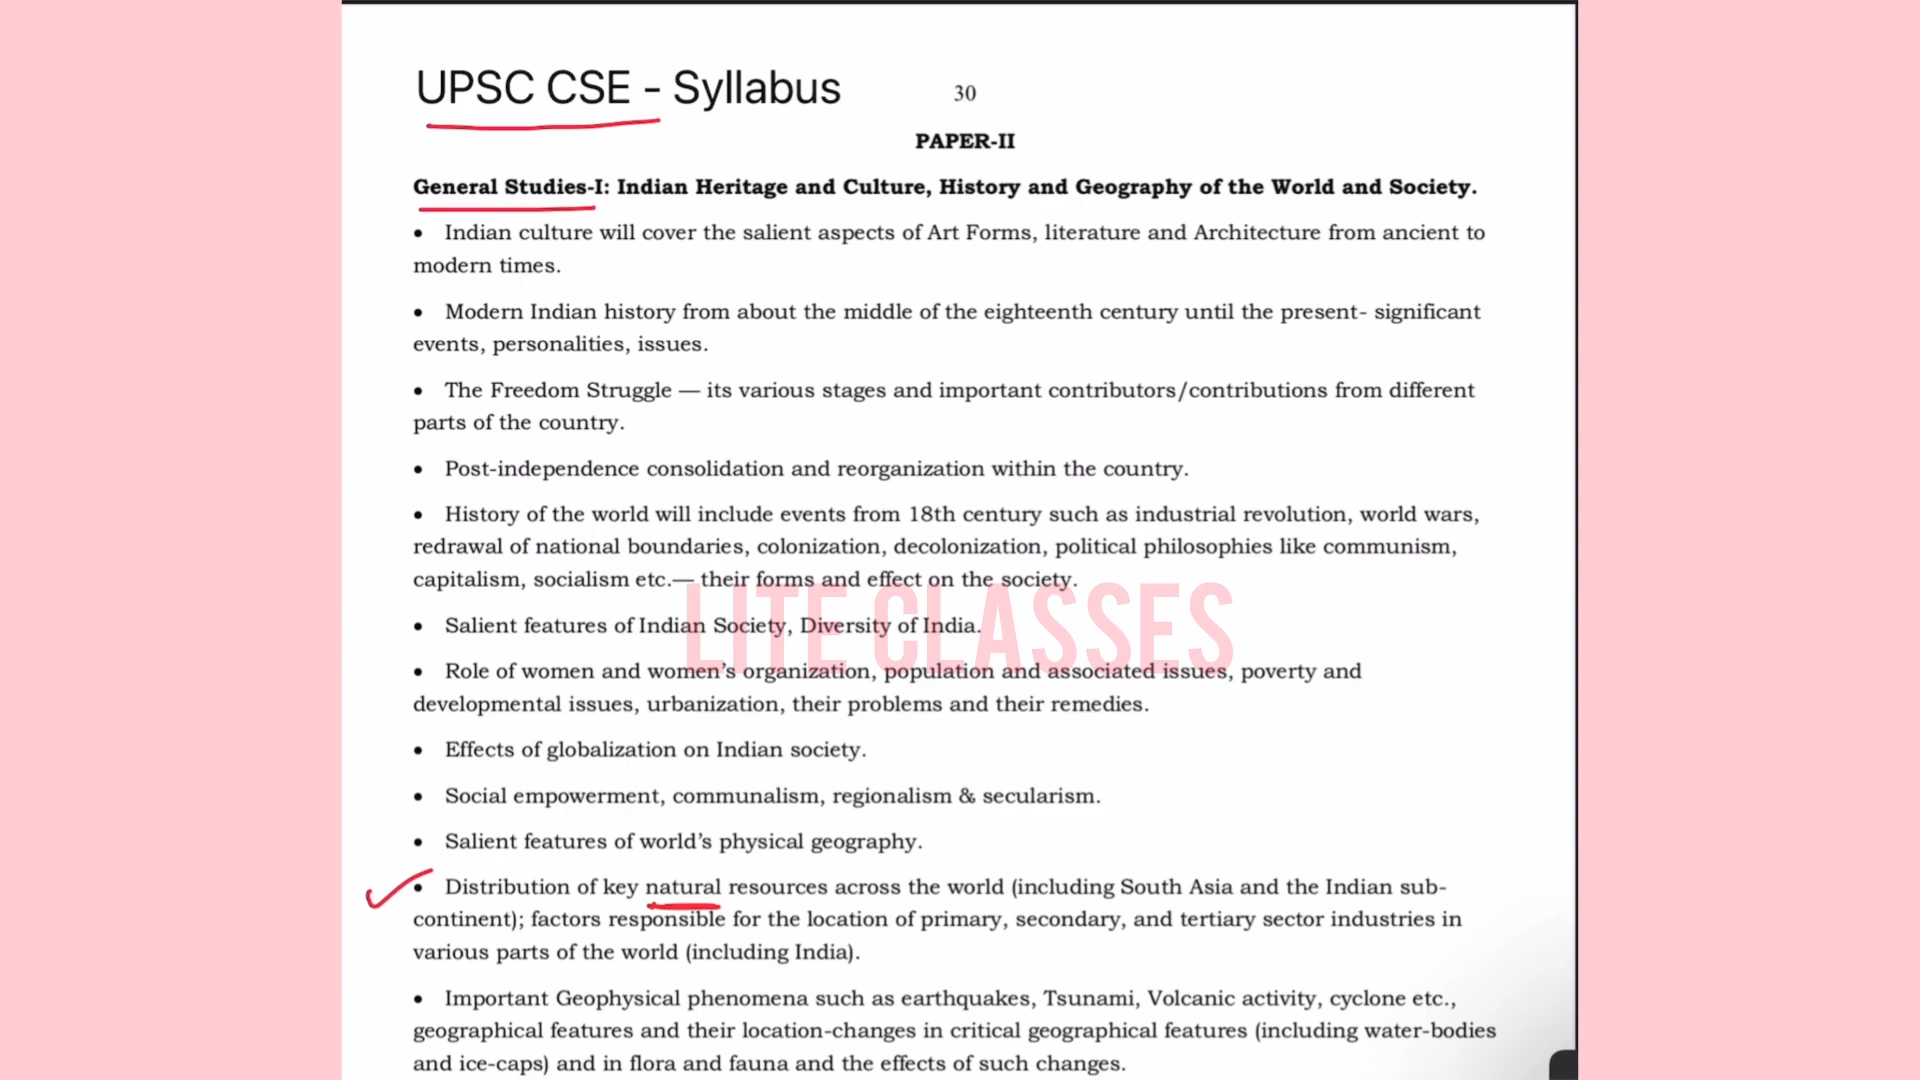 UPSC CSE - Syllabus
30
PAPER-II
General Studies-I: Indian Heritage and Culture, History and Geography of the World and Society.
• Indian culture will cover the salient aspects of Art Forms, literature and Architecture from ancient to
modern times.
• Modern Indian history from about the middle of the eighteenth century until the present- significant
events, personalities, issues.
• The Freedom Struggle — its various stages and important contributors/contributions from different
parts of the country.
• Post-independence consolidation and reorganization within the country.
• History of the world will include events from 18th century such as industrial revolution, world wars,
redrawal of national boundaries, colonization, decolonization, political philosophies like communism,
capitalism, socialism etc.— their forms and effect on the society.
LITE CLASSES
• Salient features of Indian Society, Diversity of India.
• Role of women and women’s organization, population and associated issues, poverty and
developmental issues, urbanization, their problems and their remedies.
• Effects of globalization on Indian society.
• Social empowerment, communalism, regionalism & secularism.
• Salient features of world’s physical geography.
• Distribution of key natural resources across the world (including South Asia and the Indian sub-
continent); factors responsible for the location of primary, secondary, and tertiary sector industries in
various parts of the world (including India).
• Important Geophysical phenomena such as earthquakes, Tsunami, Volcanic activity, cyclone etc.,
geographical features and their location-changes in critical geographical features (including water-bodies
and ice-caps) and in flora and fauna and the effects of such changes.